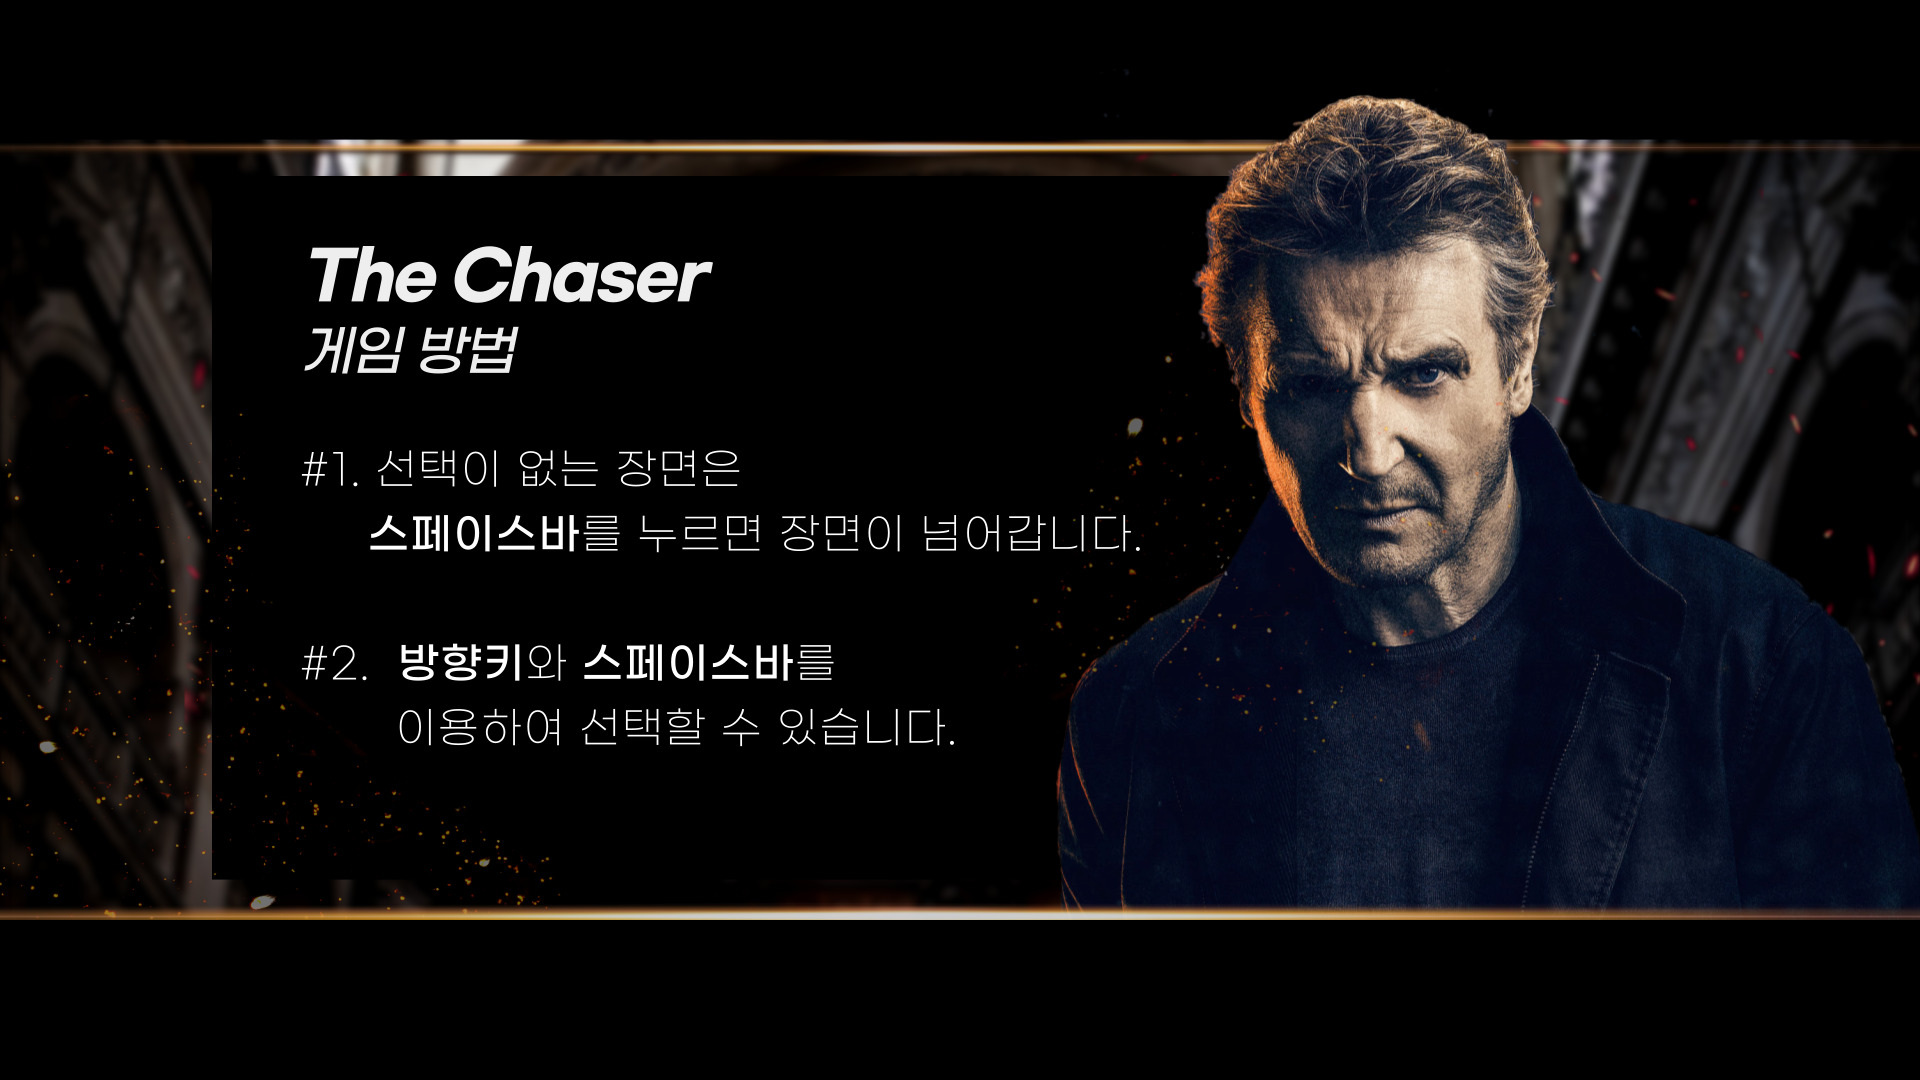 The Chaser
게임 방법
#1. 선택이 없는 장면은
스페이스바를 누르면 장면이 넘어갑니다.
#2. 방향키와 스페이스바를
이용하여 선택할 수 있습니다.